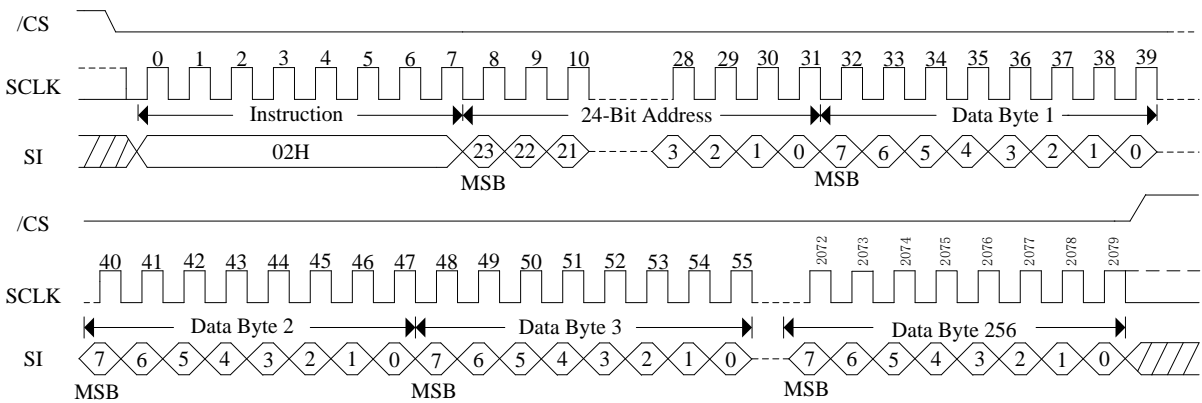 /CS
0 1 2 3 4 5 6 7 8 9 10 28 29 30 31 32 33 34 35 36 37 38 39
SCLK
Instruction 24-Bit Address Data Byte 1
SI 02H 23 22 21 3 2 1 0 7 6 5 4 3 2 1 0
MSB MSB
/CS
40 41 42 43 44 45 46 47 48 49 50 51 52 53 54 55 2072 2073 2074 2075 2076 2077 2078 2079
SCLK
Data Byte 2 Data Byte 3 Data Byte 256
SI 7 6 5 4 3 2 1 0 7 6 5 4 3 2 1 0 7 6 5 4 3 2 1 0
MSB MSB MSB